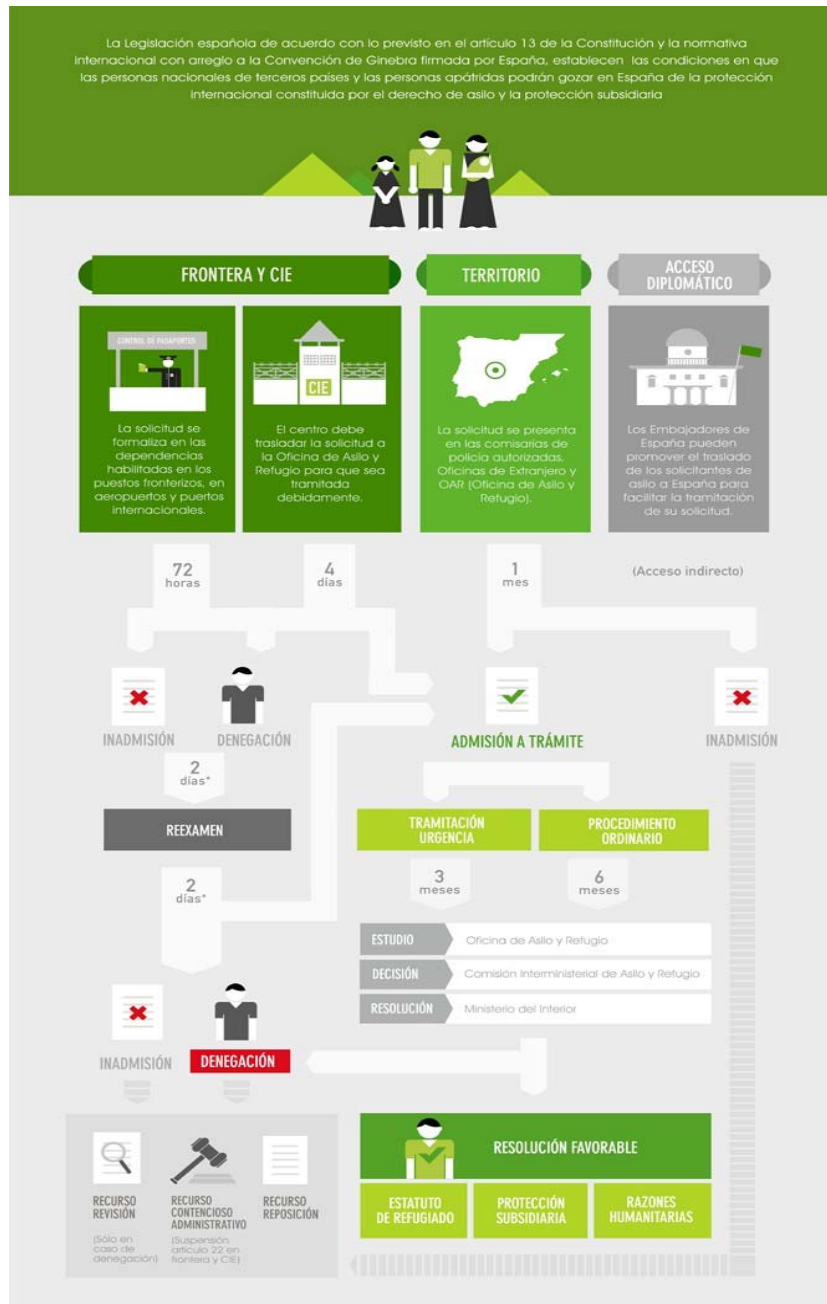 La Legislación española de acuerdo con lo previsto en el artículo 13 de la Constitución y la normativa
Internacional con arreglo a la Convención de Ginebra firmada por España, establecen las condiciones en que
las personas nacionales de terceros países y las personas apátridas podrán gozar en España de la protección
internacional constituida por el derecho de asilo y la protección subsidiaria
FRONTERA Y CIE
CONTROL DE PASAPORTES
La solicitud se
formaliza en las
dependencias
habilitadas en los
puestos fronterizos, en
aeropuertos y puertos
internacionales.
CIE
El centro debe
trasladar la solicitud a
la Oficina de Asilo y
Refugio para que sea
tramitada
debidamente.
TERRITORIO
La solicitud se presenta
en las comisarías de
policía autorizadas,
Oficinas de Extranjero y
OAR (Oficina de Asilo y
Refugio).
ACCESO
DIPLOMÁTICO
Los Embajadores de
España pueden
promover el traslado
de los solicitantes de
asilo a España para
facilitar la tramitación
de su solicitud.
72
horas
4
días
1
mes
(Acceso indirecto)
INADMISIÓN
DENEGACIÓN
ADMISIÓN A TRÁMITE
INADMISIÓN
2
días*
REEXAMEN
TRAMITACIÓN
URGENCIA
PROCEDIMIENTO
ORDINARIO
2
días*
3
meses
6
meses
ESTUDIO
Oficina de Asilo y Refugio
DECISIÓN
Comisión Interministerial de Asilo y Refugio
RESOLUCIÓN
Ministerio del Interior
INADMISIÓN
DENEGACIÓN
RECURSO
REVISIÓN
(Sólo en
caso de
denegación)
RECURSO
CONTENCIOSO
ADMINISTRATIVO
(Suspensión
artículo 22 en
frontera y CIE)
RECURSO
REPOSICIÓN
RESOLUCIÓN FAVORABLE
ESTATUTO
DE REFUGIADO
PROTECCIÓN
SUBSIDIARIA
RAZONES
HUMANITARIAS